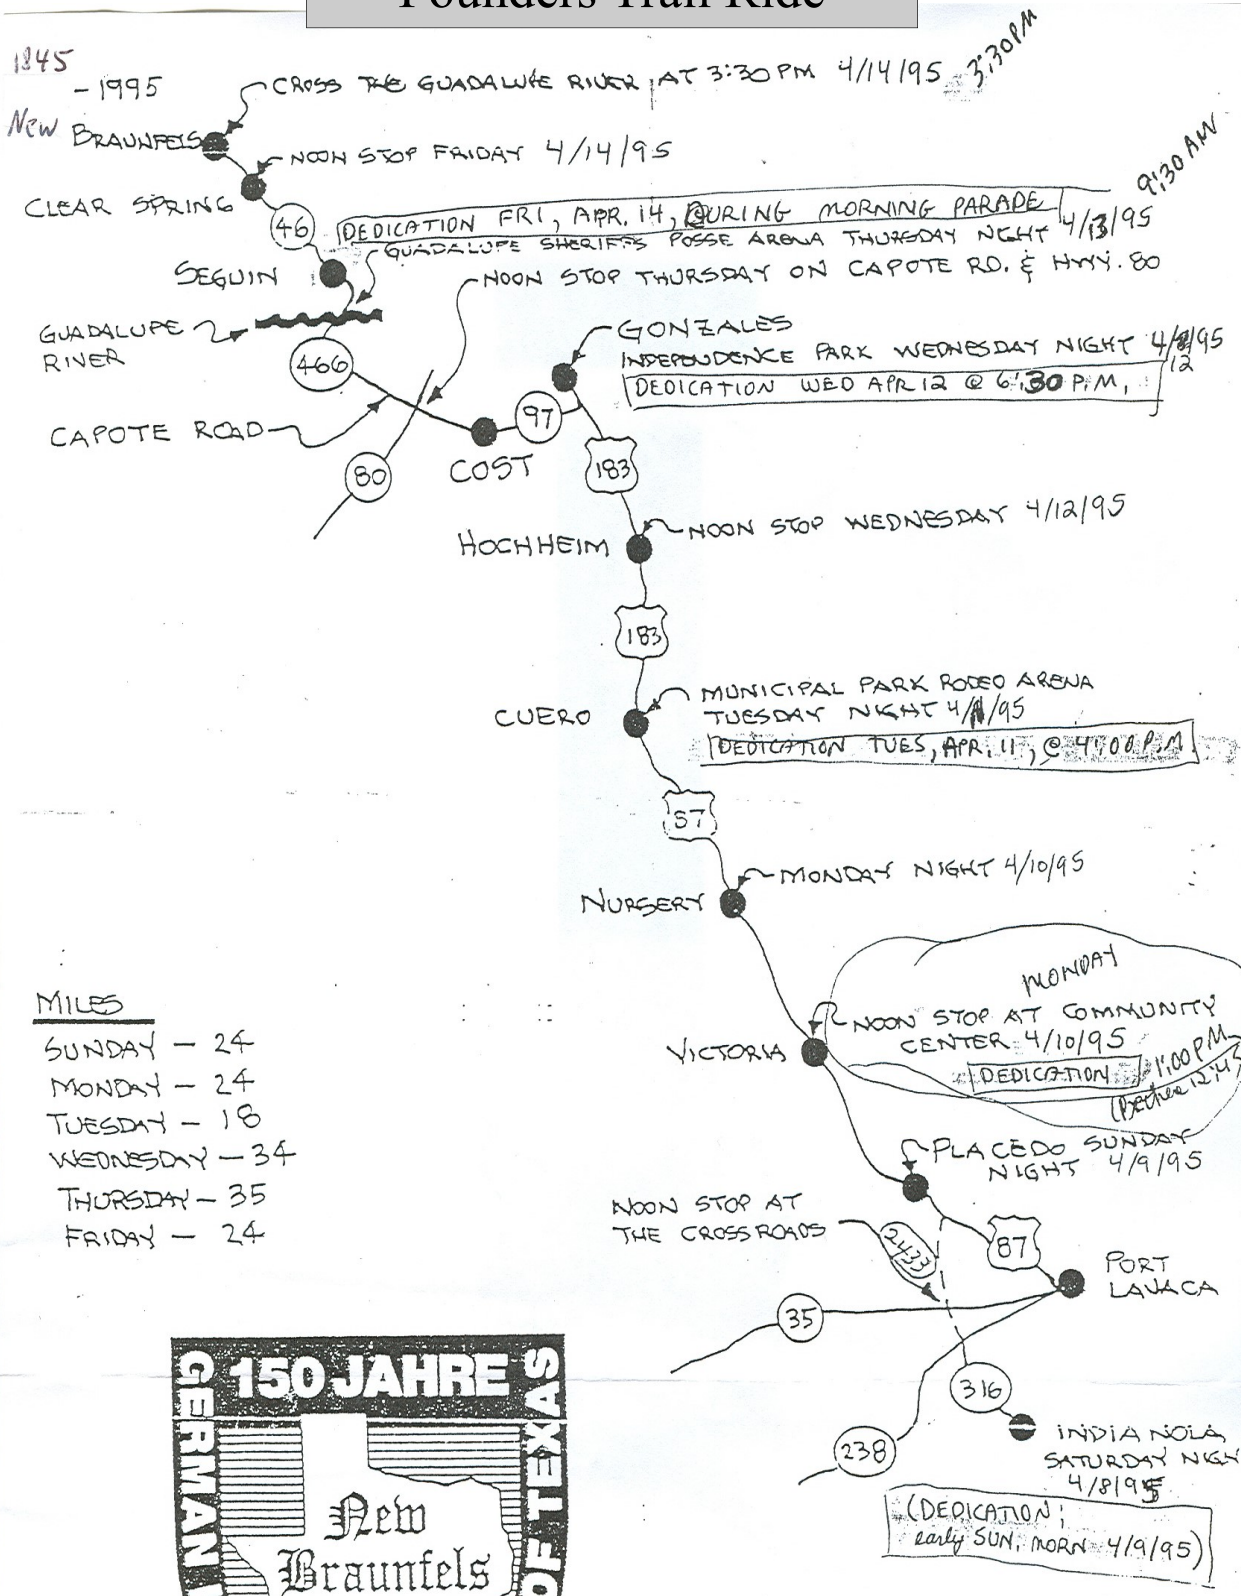 Founders Trail Ride
1845
- 1995
CROSS THE GUADALUPE RIVER AT 3:30 PM 4/14/95
3:30 PM
New BRAUNFELS
NOON STOP FRIDAY 4/14/95
9:30 AM
CLEAR SPRING
46
DEDICATION FRI, APR. 14, DURING MORNING PARADE
GUADALUPE SHERIFFS POSSE ARENA THURSDAY NIGHT 4/13/95
SEGUIN
NOON STOP THURSDAY ON CAPOTE RD. & HWY. 80
GUADALUPE
RIVER
466
GONZALES
INDEPENDENCE PARK WEDNESDAY NIGHT 4/12/95
DEDICATION WED APR 12 @ 6:30 P.M.
CAPOTE ROAD
97
80
COST
183
NOON STOP WEDNESDAY 4/12/95
HOCHHEIM
183
MUNICIPAL PARK RODEO ARENA
CUERO
TUESDAY NIGHT 4/11/95
DEDICATION TUES, APR. 11, @ 4:00 P.M.
87
MONDAY NIGHT 4/10/95
NURSERY
MONDAY
NOON STOP AT COMMUNITY
CENTER 4/10/95
VICTORIA
DEDICATION 1:00 PM
12:45
PLACEDO SUNDAY
NIGHT 4/9/95
MILES
SUNDAY - 24
MONDAY - 24
TUESDAY - 18
WEDNESDAY - 34
THURSDAY - 35
FRIDAY - 24
NOON STOP AT
THE CROSSROADS
2433
87
PORT
LAVACA
35
316
238
INDIANOLA
SATURDAY NIGH
4/8/95
(DEDICATION;
early SUN, MORN 4/9/95)
150 JAHRE
GERMAN
OF TEXAS
New
Braunfels